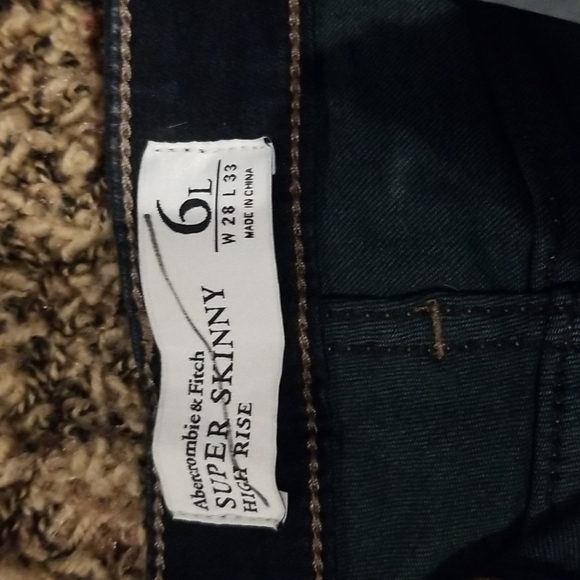 Abercrombie & Fitch
SUPER SKINNY
HIGH RISE
6L
W 28 L 33
MADE IN CHINA